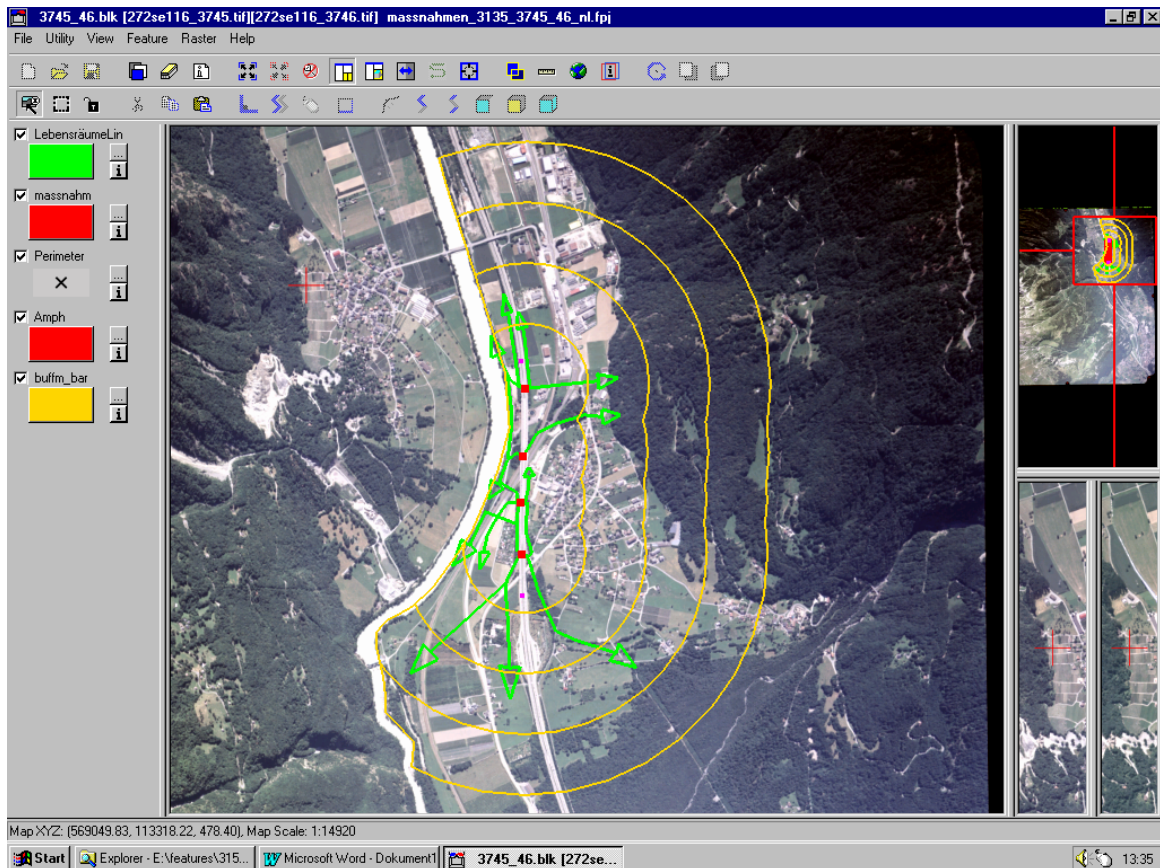 3745_46.blk [272se116_3745.tif][272se116_3746.tif] massnahmen_3135_3745_46_nl.fpj
File Utility View Feature Raster Help
LebensräumeLin
...
i
massnahm
...
i
Perimeter
...
i
Amph
...
i
buffm_bar
...
i
Map XYZ: (569049.83, 113318.22, 478.40), Map Scale: 1:14920
Start Explorer - E:\features\315... Microsoft Word - Dokument1 3745_46.blk [272se... 13:35